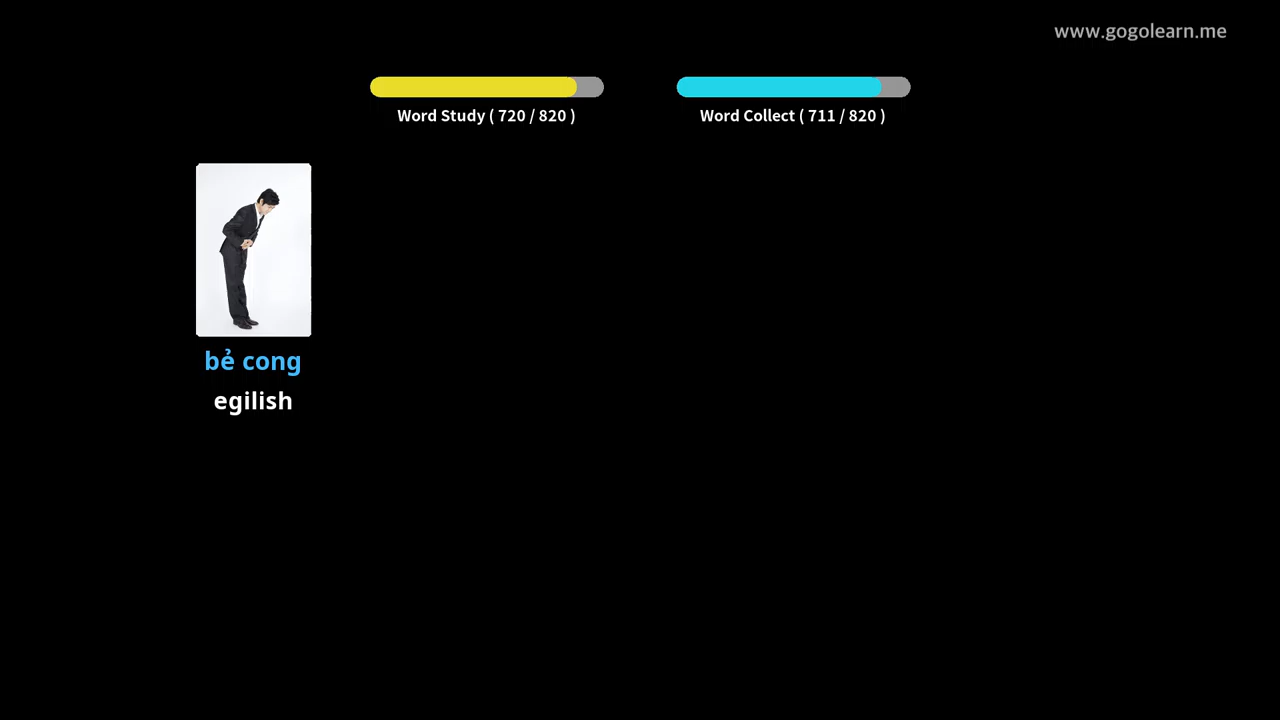 www.gogolearn.me
Word Study ( 720 / 820 )
Word Collect ( 711 / 820 )
bẻ cong
egilish